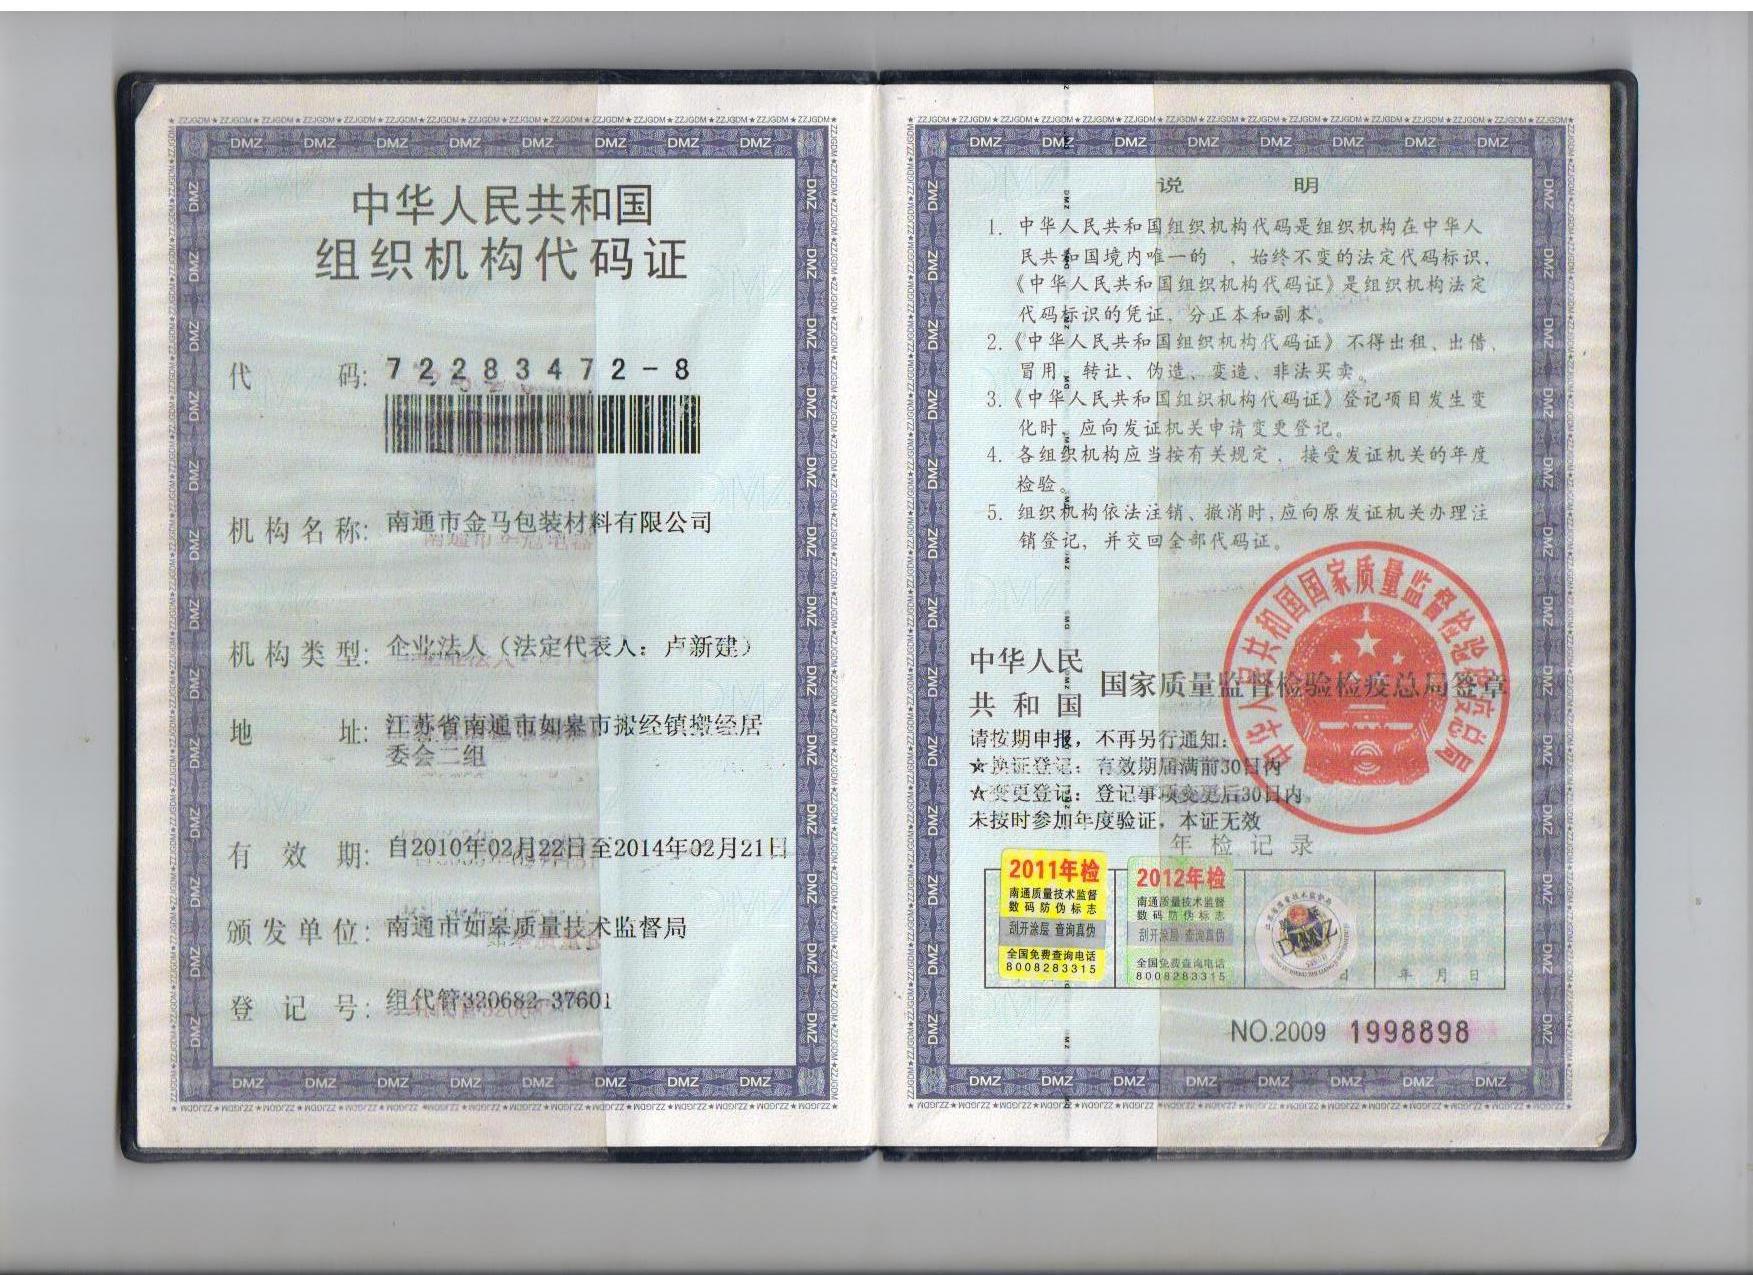 中华人民共和国
组织机构代码证
代 码: 72283472-8
机构名称: 南通市金马包装材料有限公司
机构类型: 企业法人（法定代表人：卢新建）
地 址: 江苏省南通市如皋市搬经镇搬经居
委会二组
有 效 期: 自2010年02月22日至2014年02月21日
颁发单位: 南通市如皋质量技术监督局
登 记 号: 组代管320682-37601
说 明
1. 中华人民共和国组织机构代码是组织机构在中华人
民共和国境内唯一的 、始终不变的法定代码标识,
《中华人民共和国组织机构代码证》是组织机构法定
代码标识的凭证, 分正本和副本。
2.《中华人民共和国组织机构代码证》不得出租、出借、
冒用、转让、伪造、变造、非法买卖。
3.《中华人民共和国组织机构代码证》登记项目发生变
化时, 应向发证机关申请变更登记。
4. 各组织机构应当按有关规定 , 接受发证机关的年度
检验。
5. 组织机构依法注销、撤消时,应向原发证机关办理注
销登记, 并交回全部代码证。
中华人民共和国国家质量监督检验检疫总局
中华人民
共和国 国家质量监督检验检疫总局签章
请按期申报，不再另行通知：
☆换证登记：有效期届满前30日内
☆变更登记：登记事项变更后30日内。
未按时参加年度验证，本证无效
年 检 记 录
2011年检
南通质量技术监督
数码防伪标志
刮开涂层 查询真伪
全国免费查询电话
8008283315
2012年检
南通质量技术监督
数码防伪标志
刮开涂层 查询真伪
全国免费查询电话
8008283315
DMZ
日
年 月 日
NO.2009 1998898